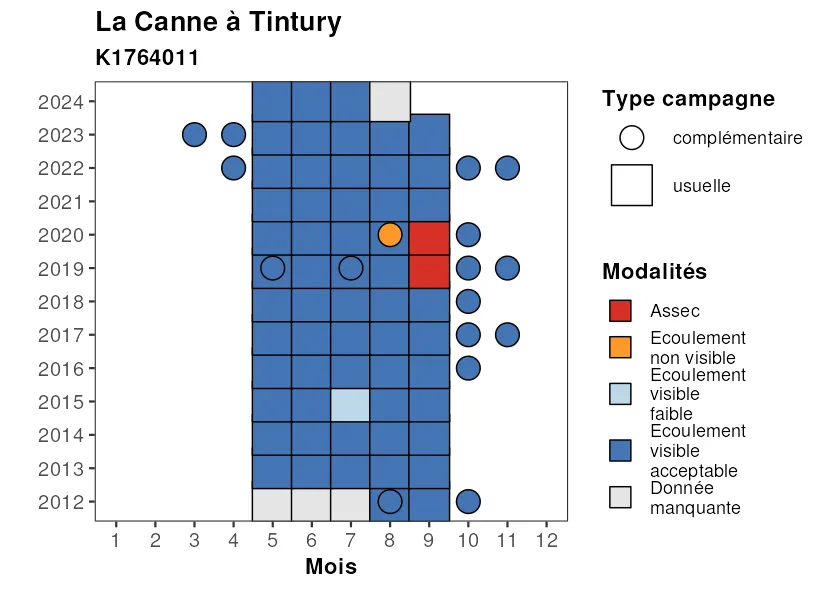 La Canne à Tintury
K1764011
2024
2023
2022
2021
2020
2019
2018
2017
2016
2015
2014
2013
2012
1 2 3 4 5 6 7 8 9 10 11 12
Mois
Type campagne
complémentaire
usuelle
Modalités
Assec
Ecoulement
non visible
Ecoulement
visible
faible
Ecoulement
visible
acceptable
Donnée
manquante